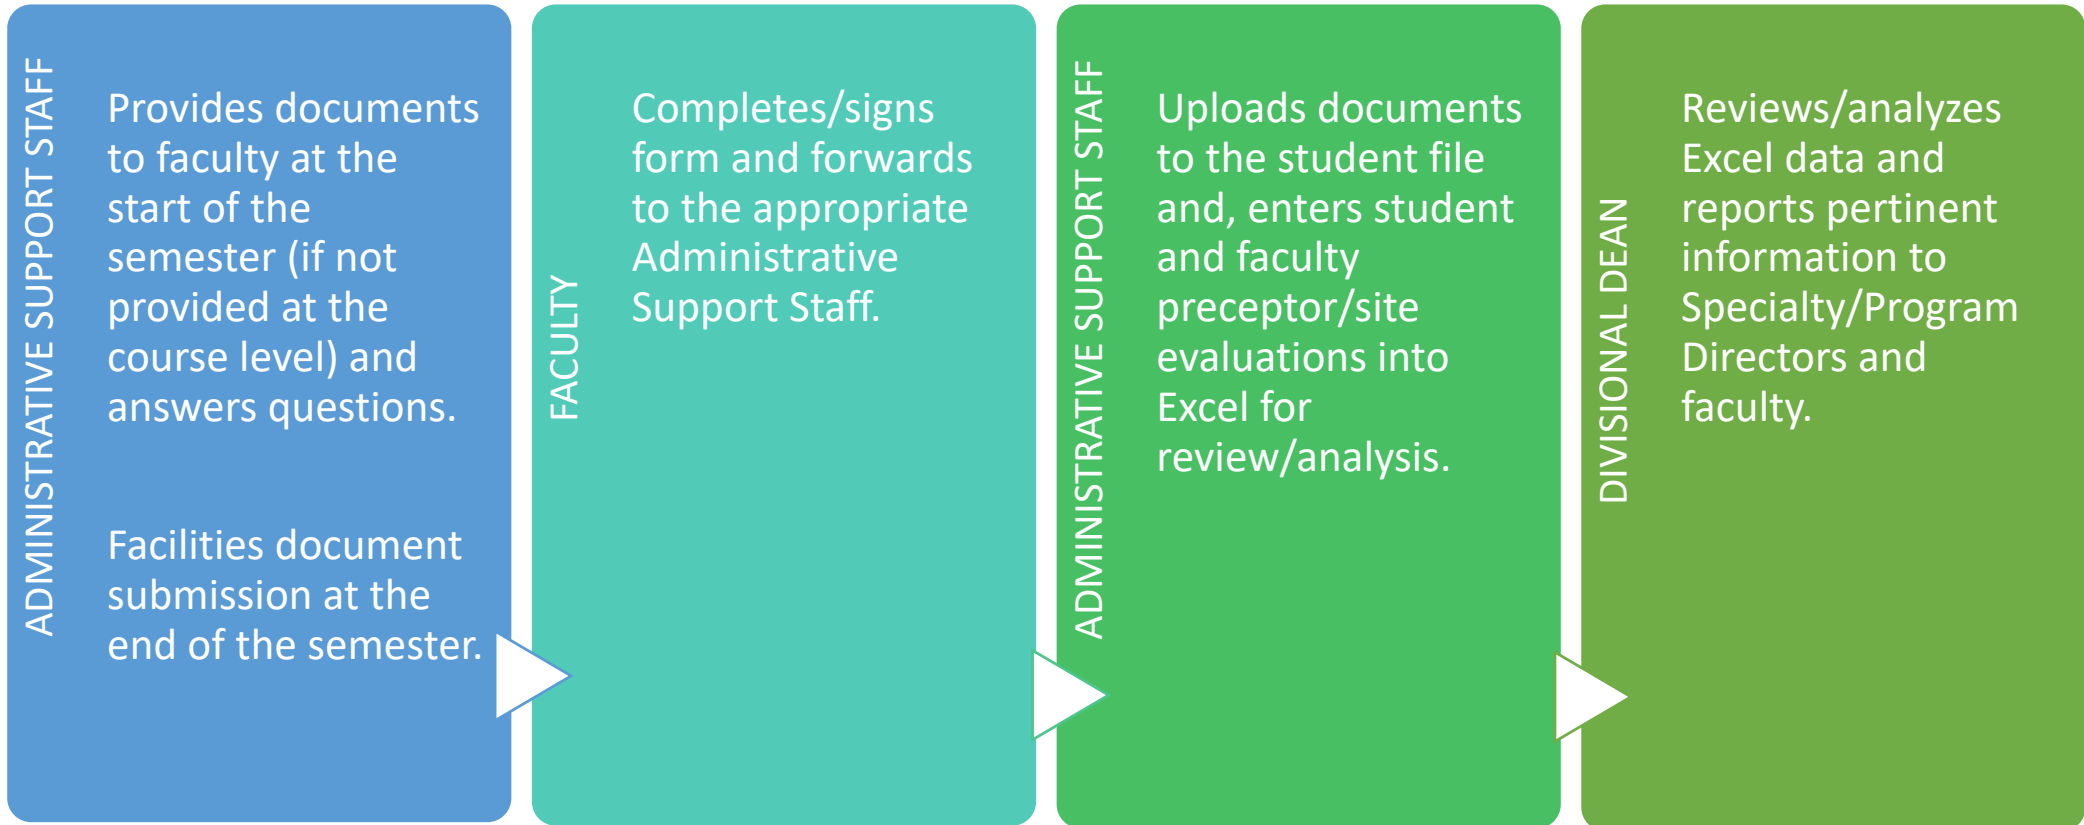 ADMINISTRATIVE SUPPORT STAFF
Provides documents
to faculty at the
start of the
semester (if not
provided at the
course level) and
answers questions.
Facilities document
submission at the
end of the semester.
FACULTY
Completes/signs
form and forwards
to the appropriate
Administrative
Support Staff.
ADMINISTRATIVE SUPPORT STAFF
Uploads documents
to the student file
and, enters student
and faculty
preceptor/site
evaluations into
Excel for
review/analysis.
DIVISIONAL DEAN
Reviews/analyzes
Excel data and
reports pertinent
information to
Specialty/Program
Directors and
faculty.